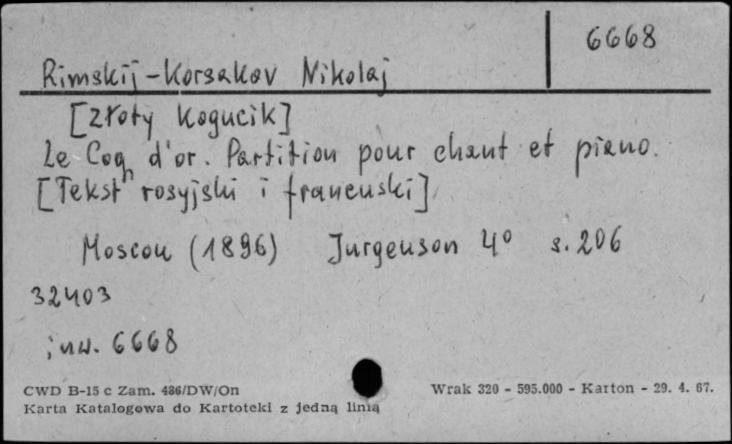 6668
Rimskij-Korsakov Nikolaj
[Złoty Kogucik]
Le Coq d'or. Partition pour chant et piano.
[Tekst rosyjski i francuski]
Moscou (1896) Jurgenson 4° s. 206
32403
inw. 6668
CWD B-15 c Zam. 486/DW/On Wrak 320 - 595.000 - Karton - 29. 4. 67.
Karta Katalogowa do Kartoteki z jedną linią